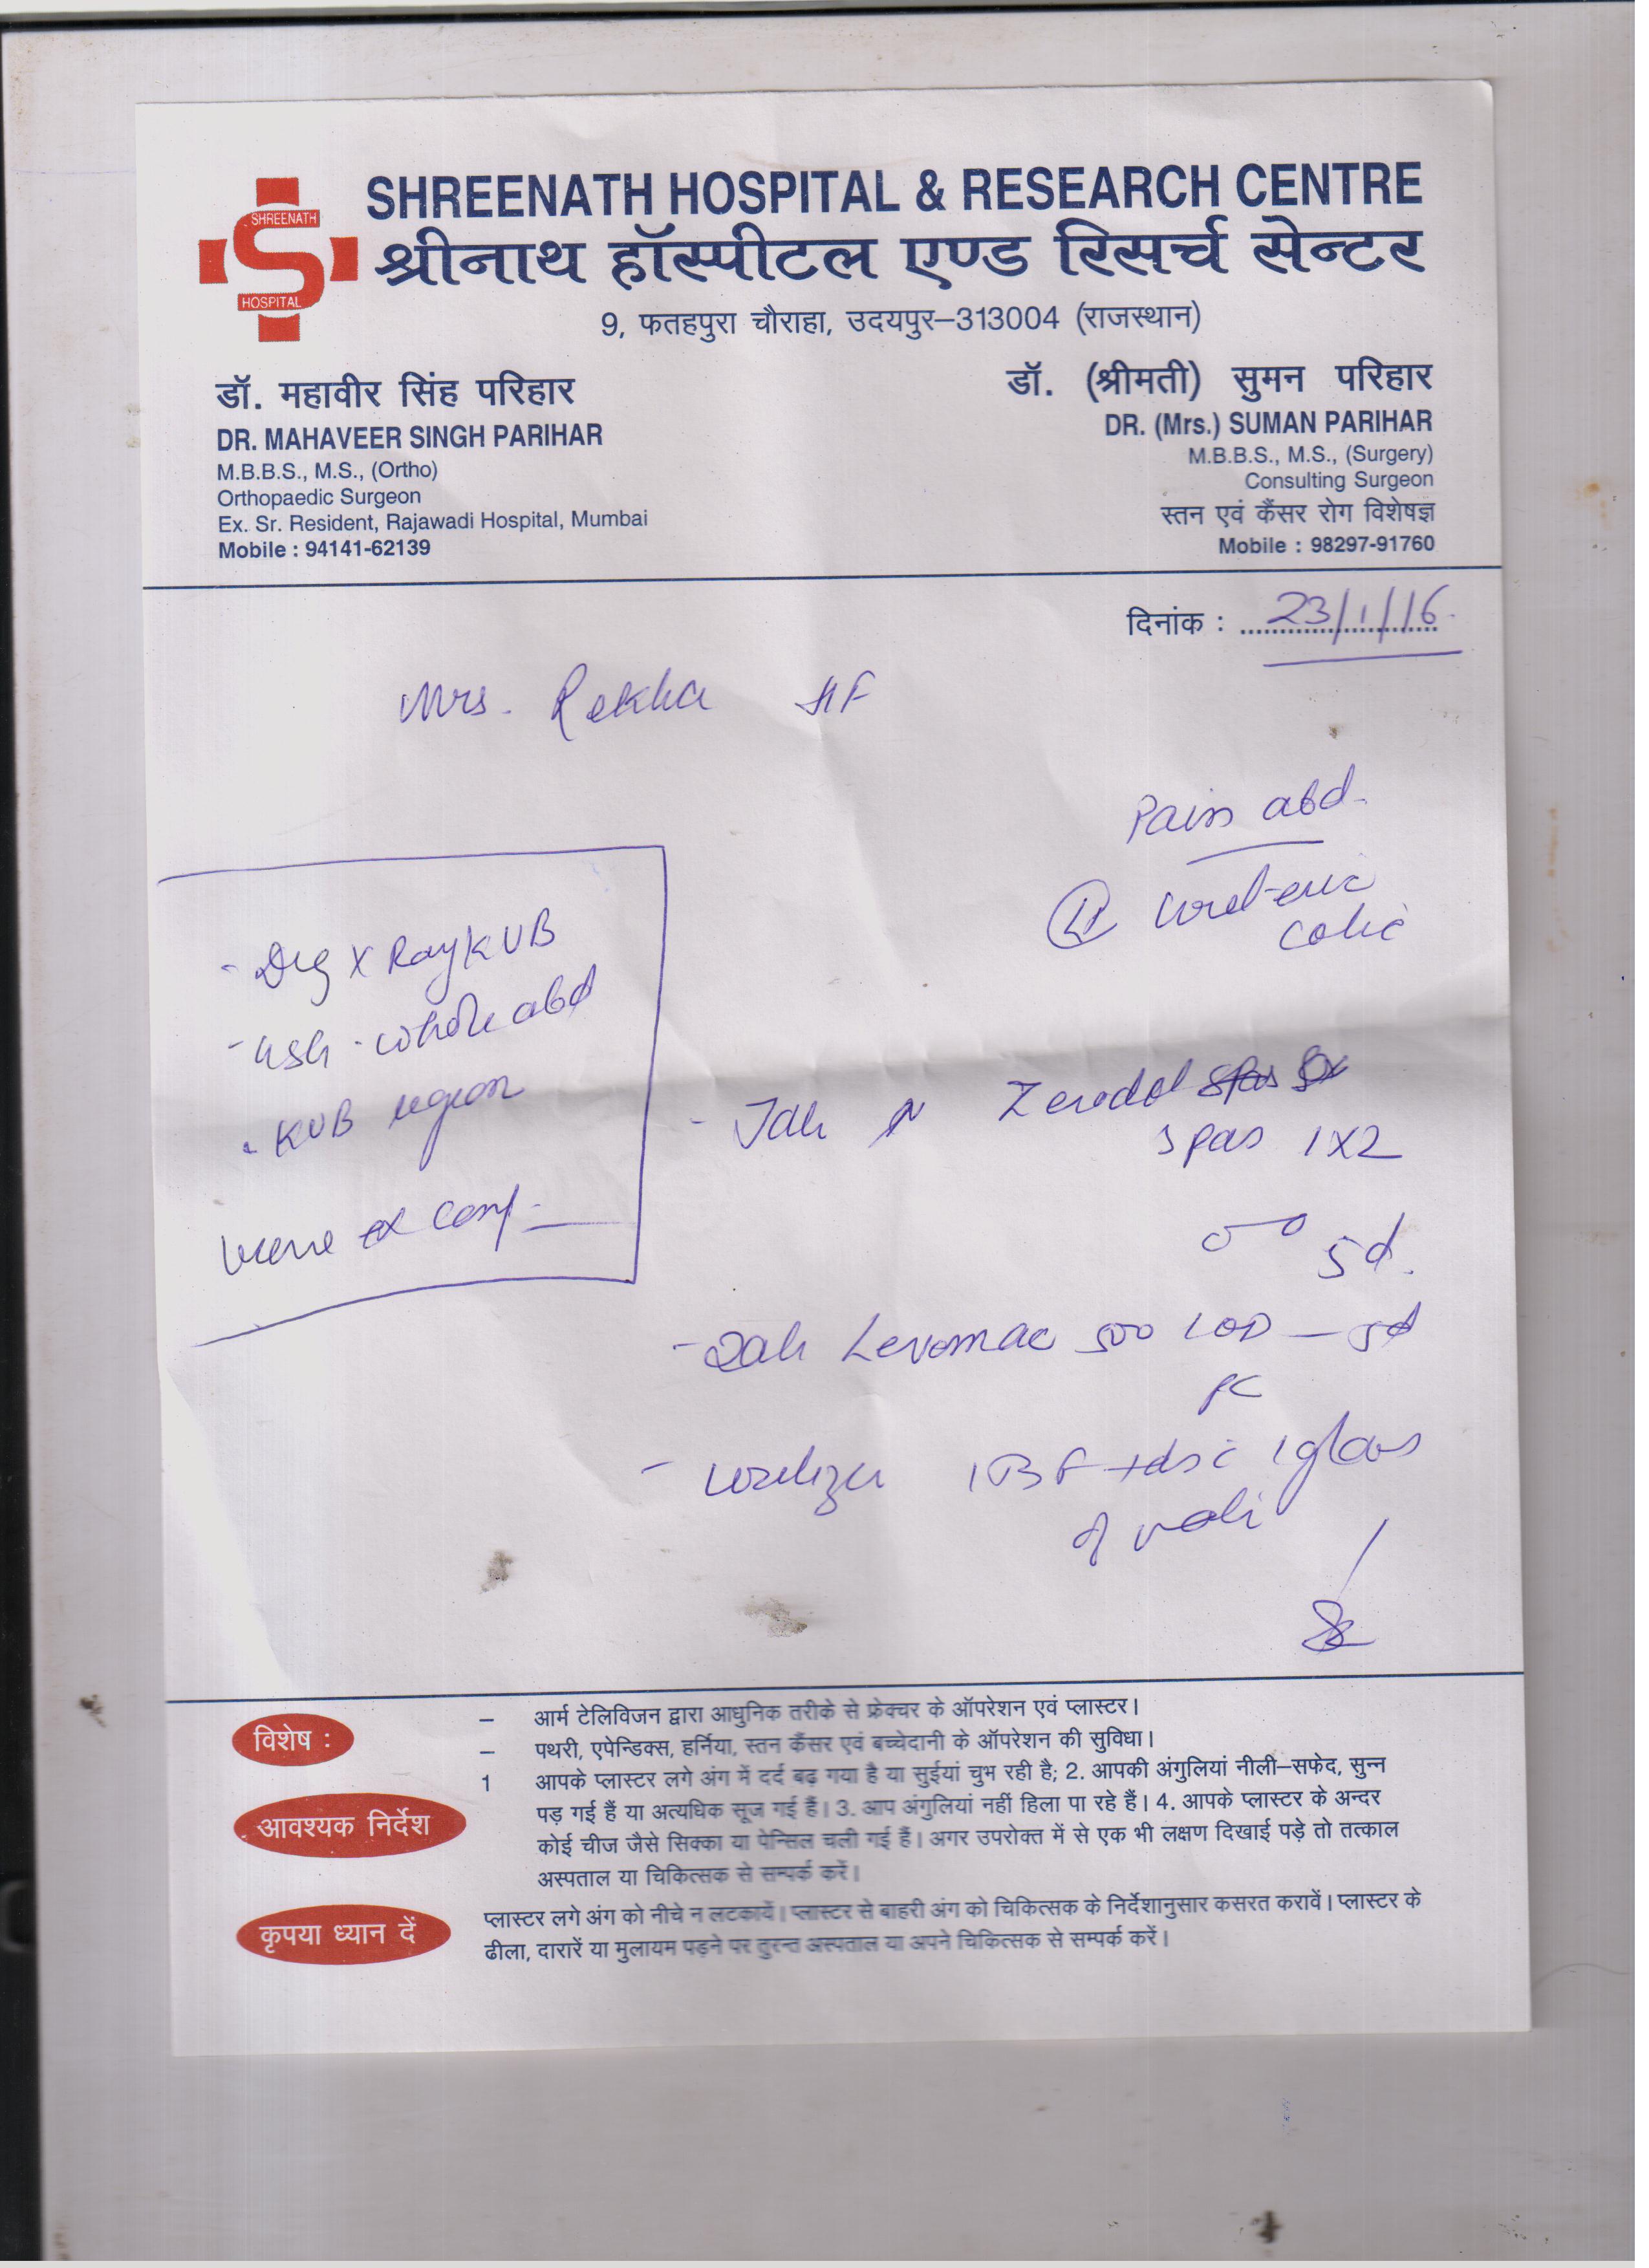 SHREENATH
HOSPITAL
SHREENATH HOSPITAL & RESEARCH CENTRE
श्रीनाथ हॉस्पीटल एण्ड रिसर्च सेन्टर
9, फतहपुरा चौराहा, उदयपुर–313004 (राजस्थान)
डॉ. महावीर सिंह परिहार
DR. MAHAVEER SINGH PARIHAR
M.B.B.S., M.S., (Ortho)
Orthopaedic Surgeon
Ex. Sr. Resident, Rajawadi Hospital, Mumbai
Mobile : 94141-62139
डॉ. (श्रीमती) सुमन परिहार
DR. (Mrs.) SUMAN PARIHAR
M.B.B.S., M.S., (Surgery)
Consulting Surgeon
स्तन एवं कैंसर रोग विशेषज्ञ
Mobile : 98297-91760
दिनांक : 23/1/16
Mrs. Rekha
Pain abd.
ureteric
colic
- X Ray KUB
- whole abd
- KUB region
Zerodol
spas 1X2
5d.
- Levomac 500 1 OD – 5d
1 glass
of
विशेष :
– आर्म टेलिविजन द्वारा आधुनिक तरीके से फ्रेक्चर के ऑपरेशन एवं प्लास्टर।
– पथरी, एपेन्डिक्स, हर्निया, स्तन कैंसर एवं बच्चेदानी के ऑपरेशन की सुविधा।
आवश्यक निर्देश
1 आपके प्लास्टर लगे अंग में दर्द बढ़ गया है या सुईयां चुभ रही है; 2. आपकी अंगुलियां नीली–सफेद, सुन्न
पड़ गई हैं या अत्यधिक सूज गई हैं। 3. आप अंगुलियां नहीं हिला पा रहे हैं। 4. आपके प्लास्टर के अन्दर
कोई चीज जैसे सिक्का या पेन्सिल चली गई हैं। अगर उपरोक्त में से एक भी लक्षण दिखाई पड़े तो तत्काल
अस्पताल या चिकित्सक से सम्पर्क करें।
कृपया ध्यान दें
प्लास्टर लगे अंग को नीचे न लटकायें। प्लास्टर से बाहरी अंग को चिकित्सक के निर्देशानुसार कसरत करावें। प्लास्टर के
ढीला, दारारें या मुलायम पड़ने पर तुरन्त अस्पताल या अपने चिकित्सक से सम्पर्क करें।